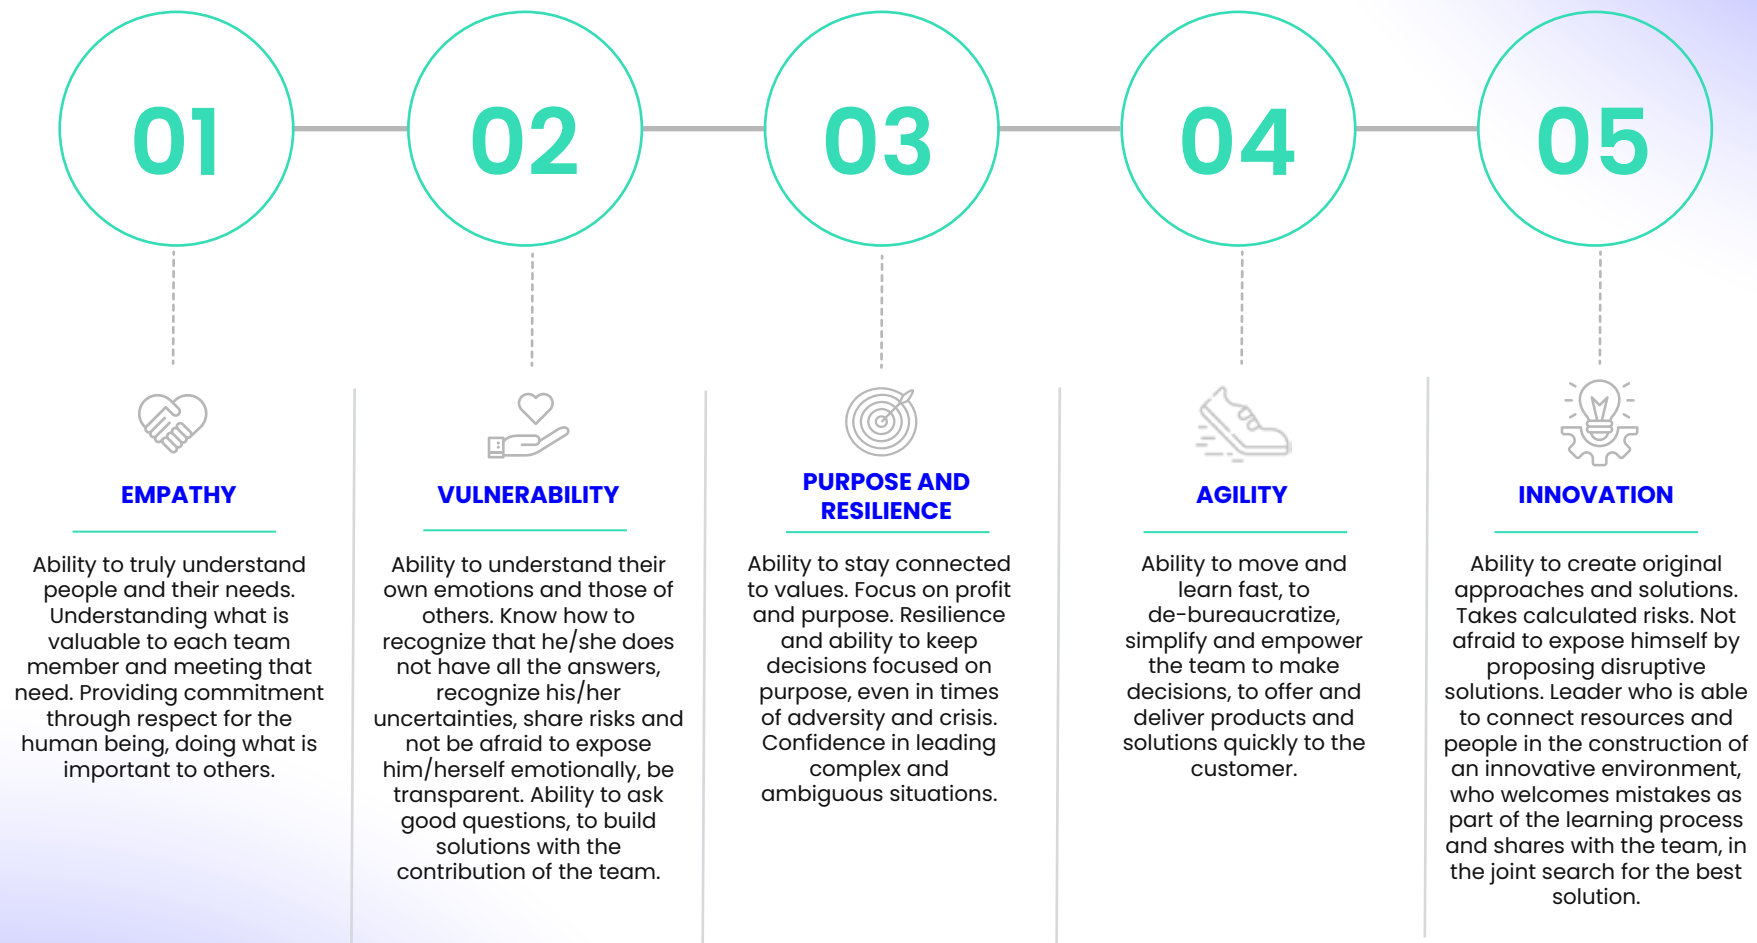 01
02
03
04
05
EMPATHY
Ability to truly understand
people and their needs.
Understanding what is
valuable to each team
member and meeting that
need. Providing commitment
through respect for the
human being, doing what is
important to others.
VULNERABILITY
Ability to understand their
own emotions and those of
others. Know how to
recognize that he/she does
not have all the answers,
recognize his/her
uncertainties, share risks and
not be afraid to expose
him/herself emotionally, be
transparent. Ability to ask
good questions, to build
solutions with the
contribution of the team.
PURPOSE AND
RESILIENCE
Ability to stay connected
to values. Focus on profit
and purpose. Resilience
and ability to keep
decisions focused on
purpose, even in times
of adversity and crisis.
Confidence in leading
complex and
ambiguous situations.
AGILITY
Ability to move and
learn fast, to
de-bureaucratize,
simplify and empower
the team to make
decisions, to offer and
deliver products and
solutions quickly to the
customer.
INNOVATION
Ability to create original
approaches and solutions.
Takes calculated risks. Not
afraid to expose himself by
proposing disruptive
solutions. Leader who is able
to connect resources and
people in the construction of
an innovative environment,
who welcomes mistakes as
part of the learning process
and shares with the team, in
the joint search for the best
solution.